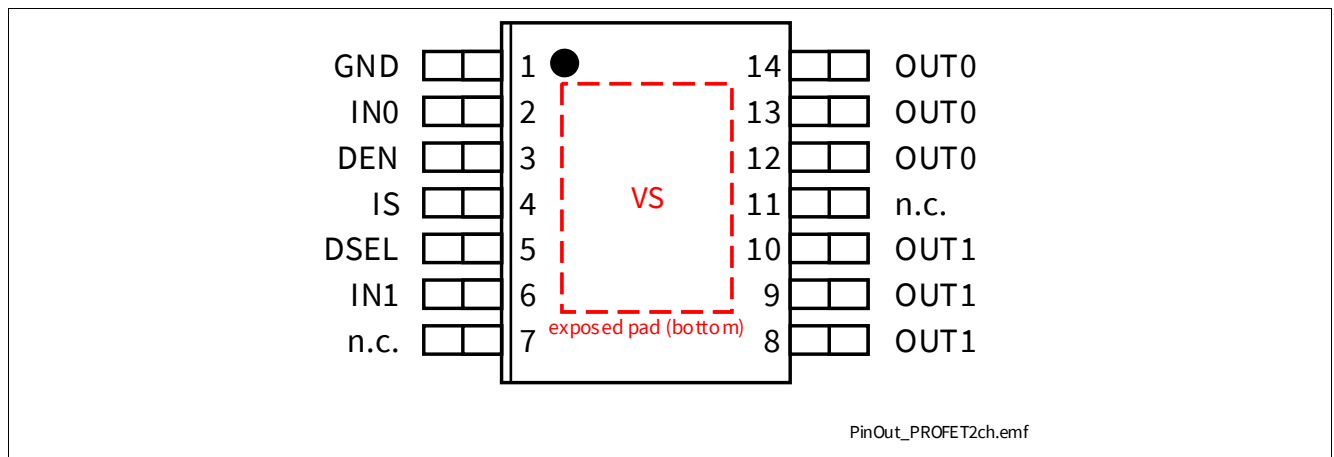 GND 1 14 OUT0
IN0 2 13 OUT0
DEN 3 12 OUT0
IS 4 VS 11 n.c.
DSEL 5 10 OUT1
IN1 6 9 OUT1
exposed pad (bottom)
n.c. 7 8 OUT1
PinOut_PROFET2ch.emf